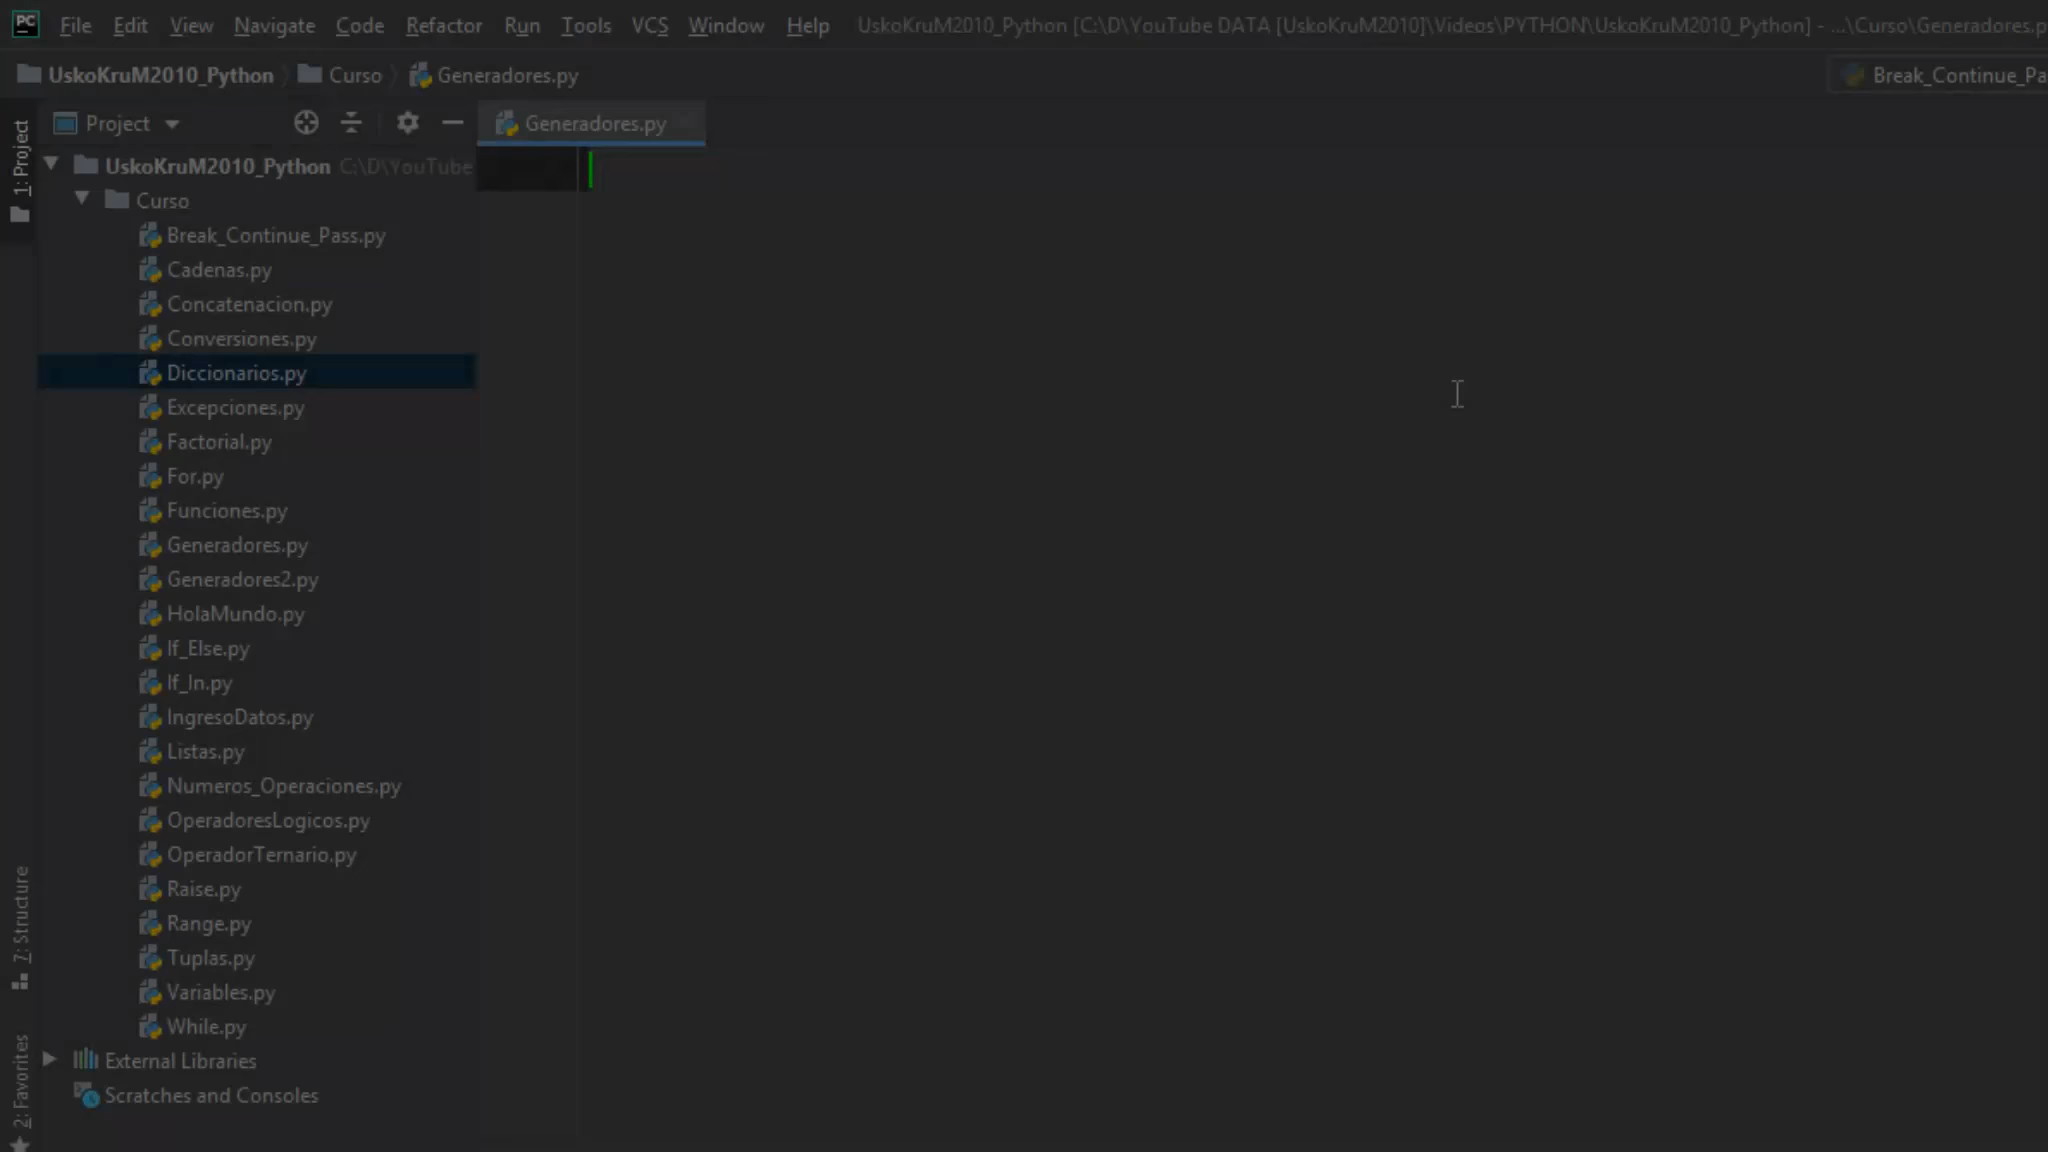 PC File Edit View Navigate Code Refactor Run Tools VCS Window Help UskoKruM2010_Python [C:\D\YouTube DATA [UskoKruM2010]\Videos\PYTHON\UskoKruM2010_Python] - ...\Curso\Generadores.p
UskoKruM2010_Python Curso Generadores.py Break_Continue_Pa
1: Project
Project Generadores.py
UskoKruM2010_Python C:\D\YouTube
Curso
Break_Continue_Pass.py
Cadenas.py
Concatenacion.py
Conversiones.py
Diccionarios.py
Excepciones.py
Factorial.py
For.py
Funciones.py
Generadores.py
Generadores2.py
HolaMundo.py
If_Else.py
If_In.py
IngresoDatos.py
Listas.py
Numeros_Operaciones.py
OperadoresLogicos.py
OperadorTernario.py
Raise.py
Range.py
Tuplas.py
Variables.py
While.py
External Libraries
Scratches and Consoles
7: Structure
2: Favorites